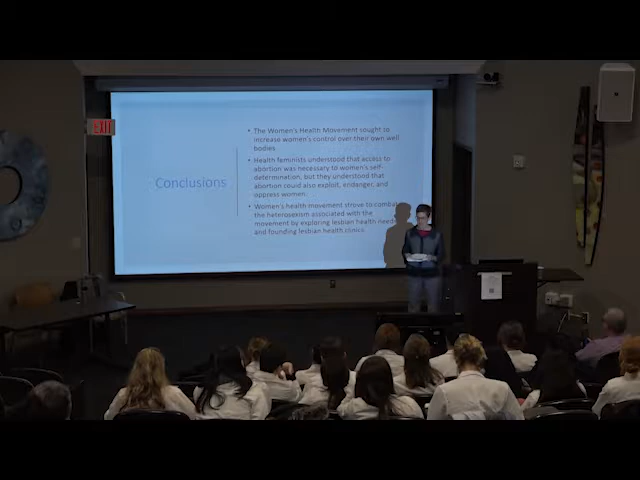 EXIT
Conclusions
• The Women's Health Movement sought to
increase women's control over their own well
bodies
• Health feminists understood that access to
abortion was necessary to women's self-
determination, but they understood that
abortion could also exploit, endanger, and
oppress women.
• Women's health movement strove to combat
the heterosexism associated with the
movement by exploring lesbian health need
and founding lesbian health clinics.